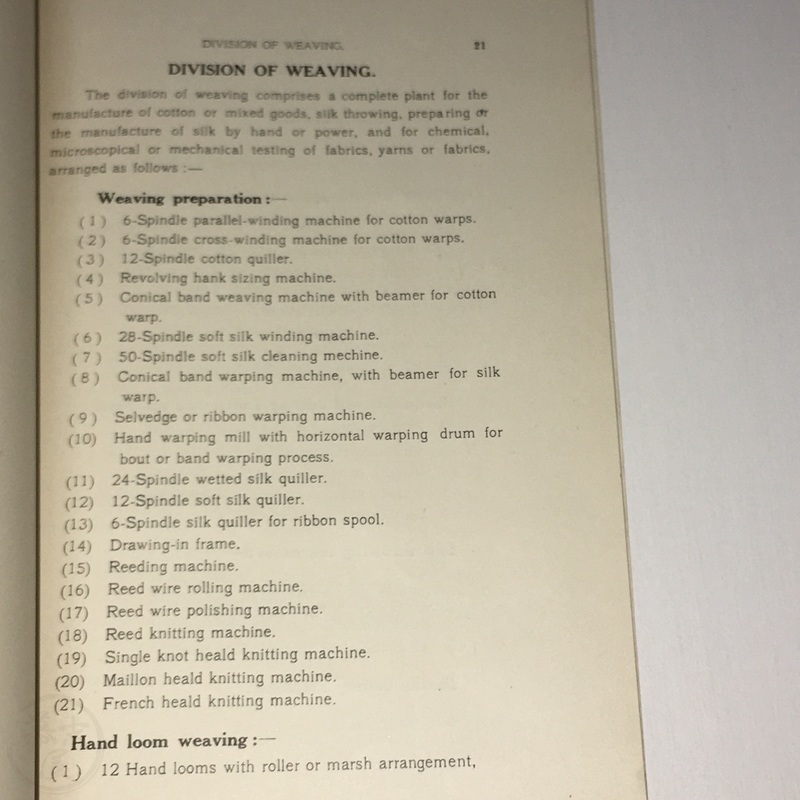 DIVISION OF WEAVING. 21
DIVISION OF WEAVING.
The division of weaving comprises a complete plant for the
manufacture of cotton or mixed goods, silk throwing, preparing or
the manufacture of silk by hand or power, and for chemical,
microscopical or mechanical testing of fabrics, yarns or fabrics,
arranged as follows :—
Weaving preparation :—
( 1 ) 6-Spindle parallel-winding machine for cotton warps.
( 2 ) 6-Spindle cross-winding machine for cotton warps.
( 3 ) 12-Spindle cotton quiller.
( 4 ) Revolving hank sizing machine.
( 5 ) Conical band weaving machine with beamer for cotton
warp.
( 6 ) 28-Spindle soft silk winding machine.
( 7 ) 50-Spindle soft silk cleaning mechine.
( 8 ) Conical band warping machine, with beamer for silk
warp.
( 9 ) Selvedge or ribbon warping machine.
(10) Hand warping mill with horizontal warping drum for
bout or band warping process.
(11) 24-Spindle wetted silk quiller.
(12) 12-Spindle soft silk quiller.
(13) 6-Spindle silk quiller for ribbon spool.
(14) Drawing-in frame.
(15) Reeding machine.
(16) Reed wire rolling machine.
(17) Reed wire polishing machine.
(18) Reed knitting machine.
(19) Single knot heald knitting machine.
(20) Maillon heald knitting machine.
(21) French heald knitting machine.
Hand loom weaving :—
( 1 ) 12 Hand looms with roller or marsh arrangement,